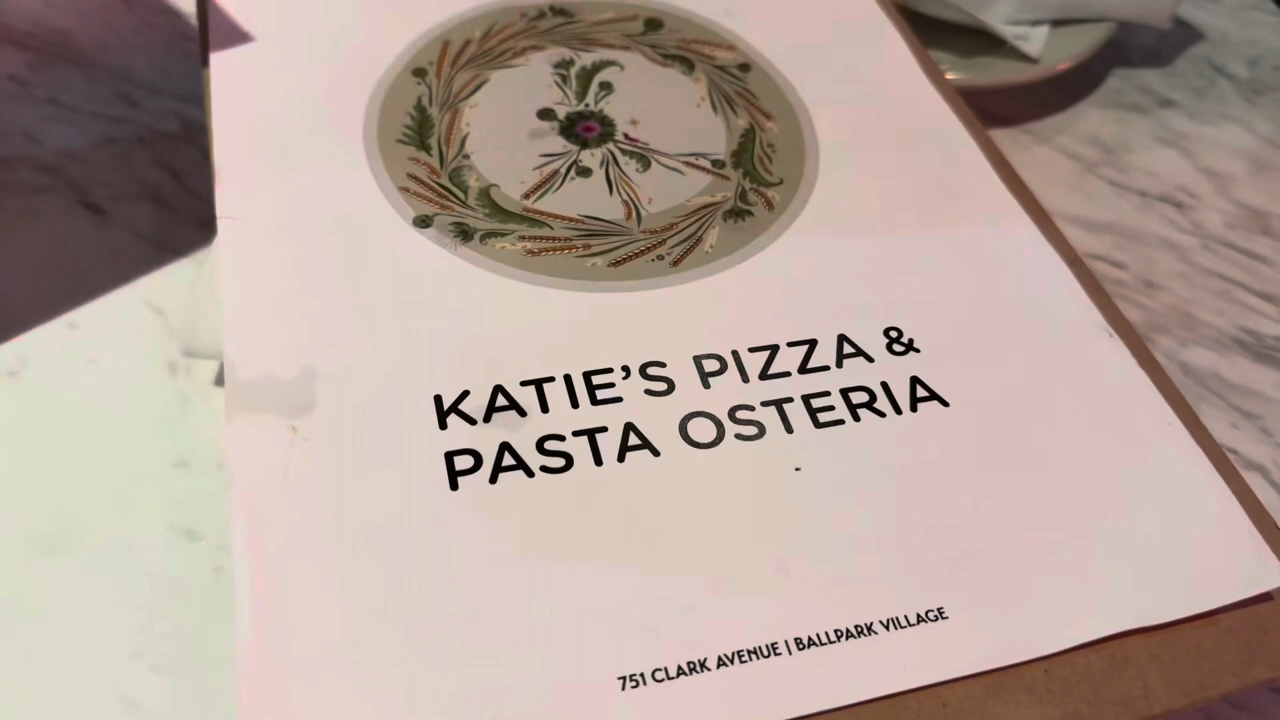 KATIE'S PIZZA &
PASTA OSTERIA
751 CLARK AVENUE | BALLPARK VILLAGE